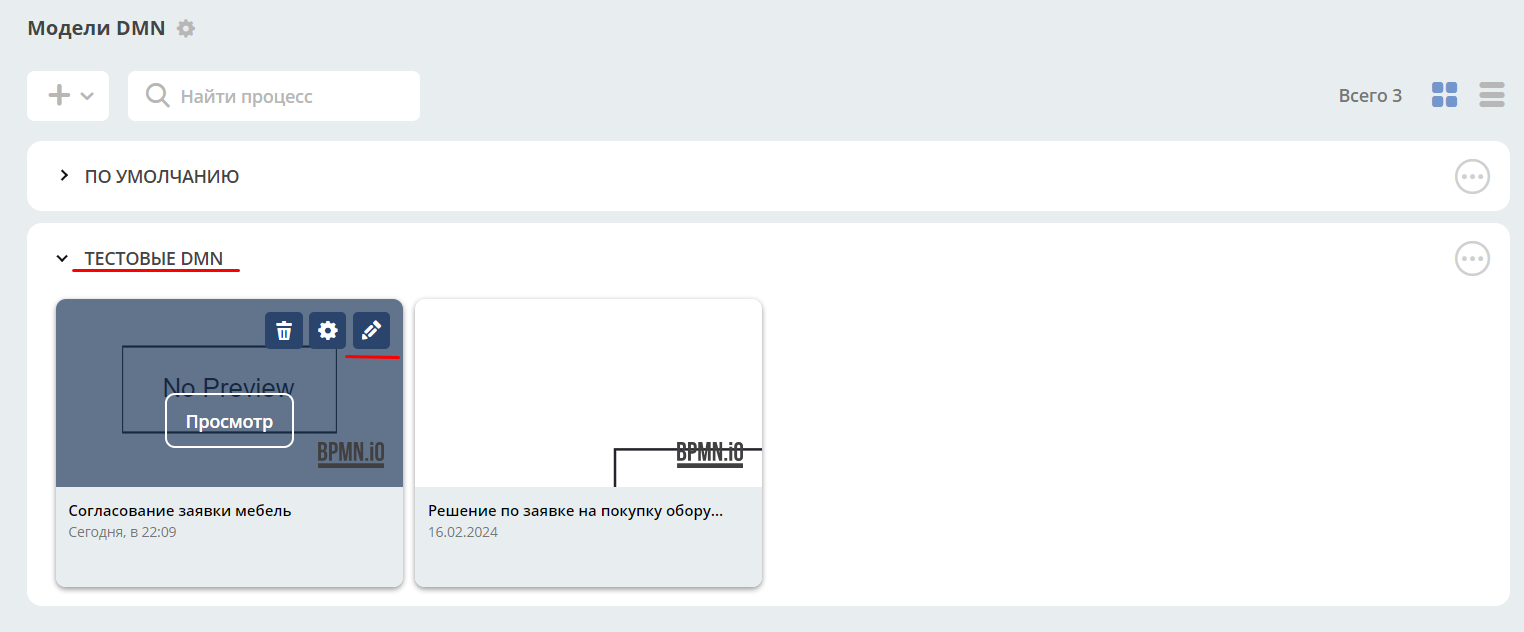 Модели DMN
Найти процесс
Всего 3
ПО УМОЛЧАНИЮ
ТЕСТОВЫЕ DMN
No Preview
Просмотр
BPMN.iO
BPMN.iO
Согласование заявки мебель
Сегодня, в 22:09
Решение по заявке на покупку обору...
16.02.2024